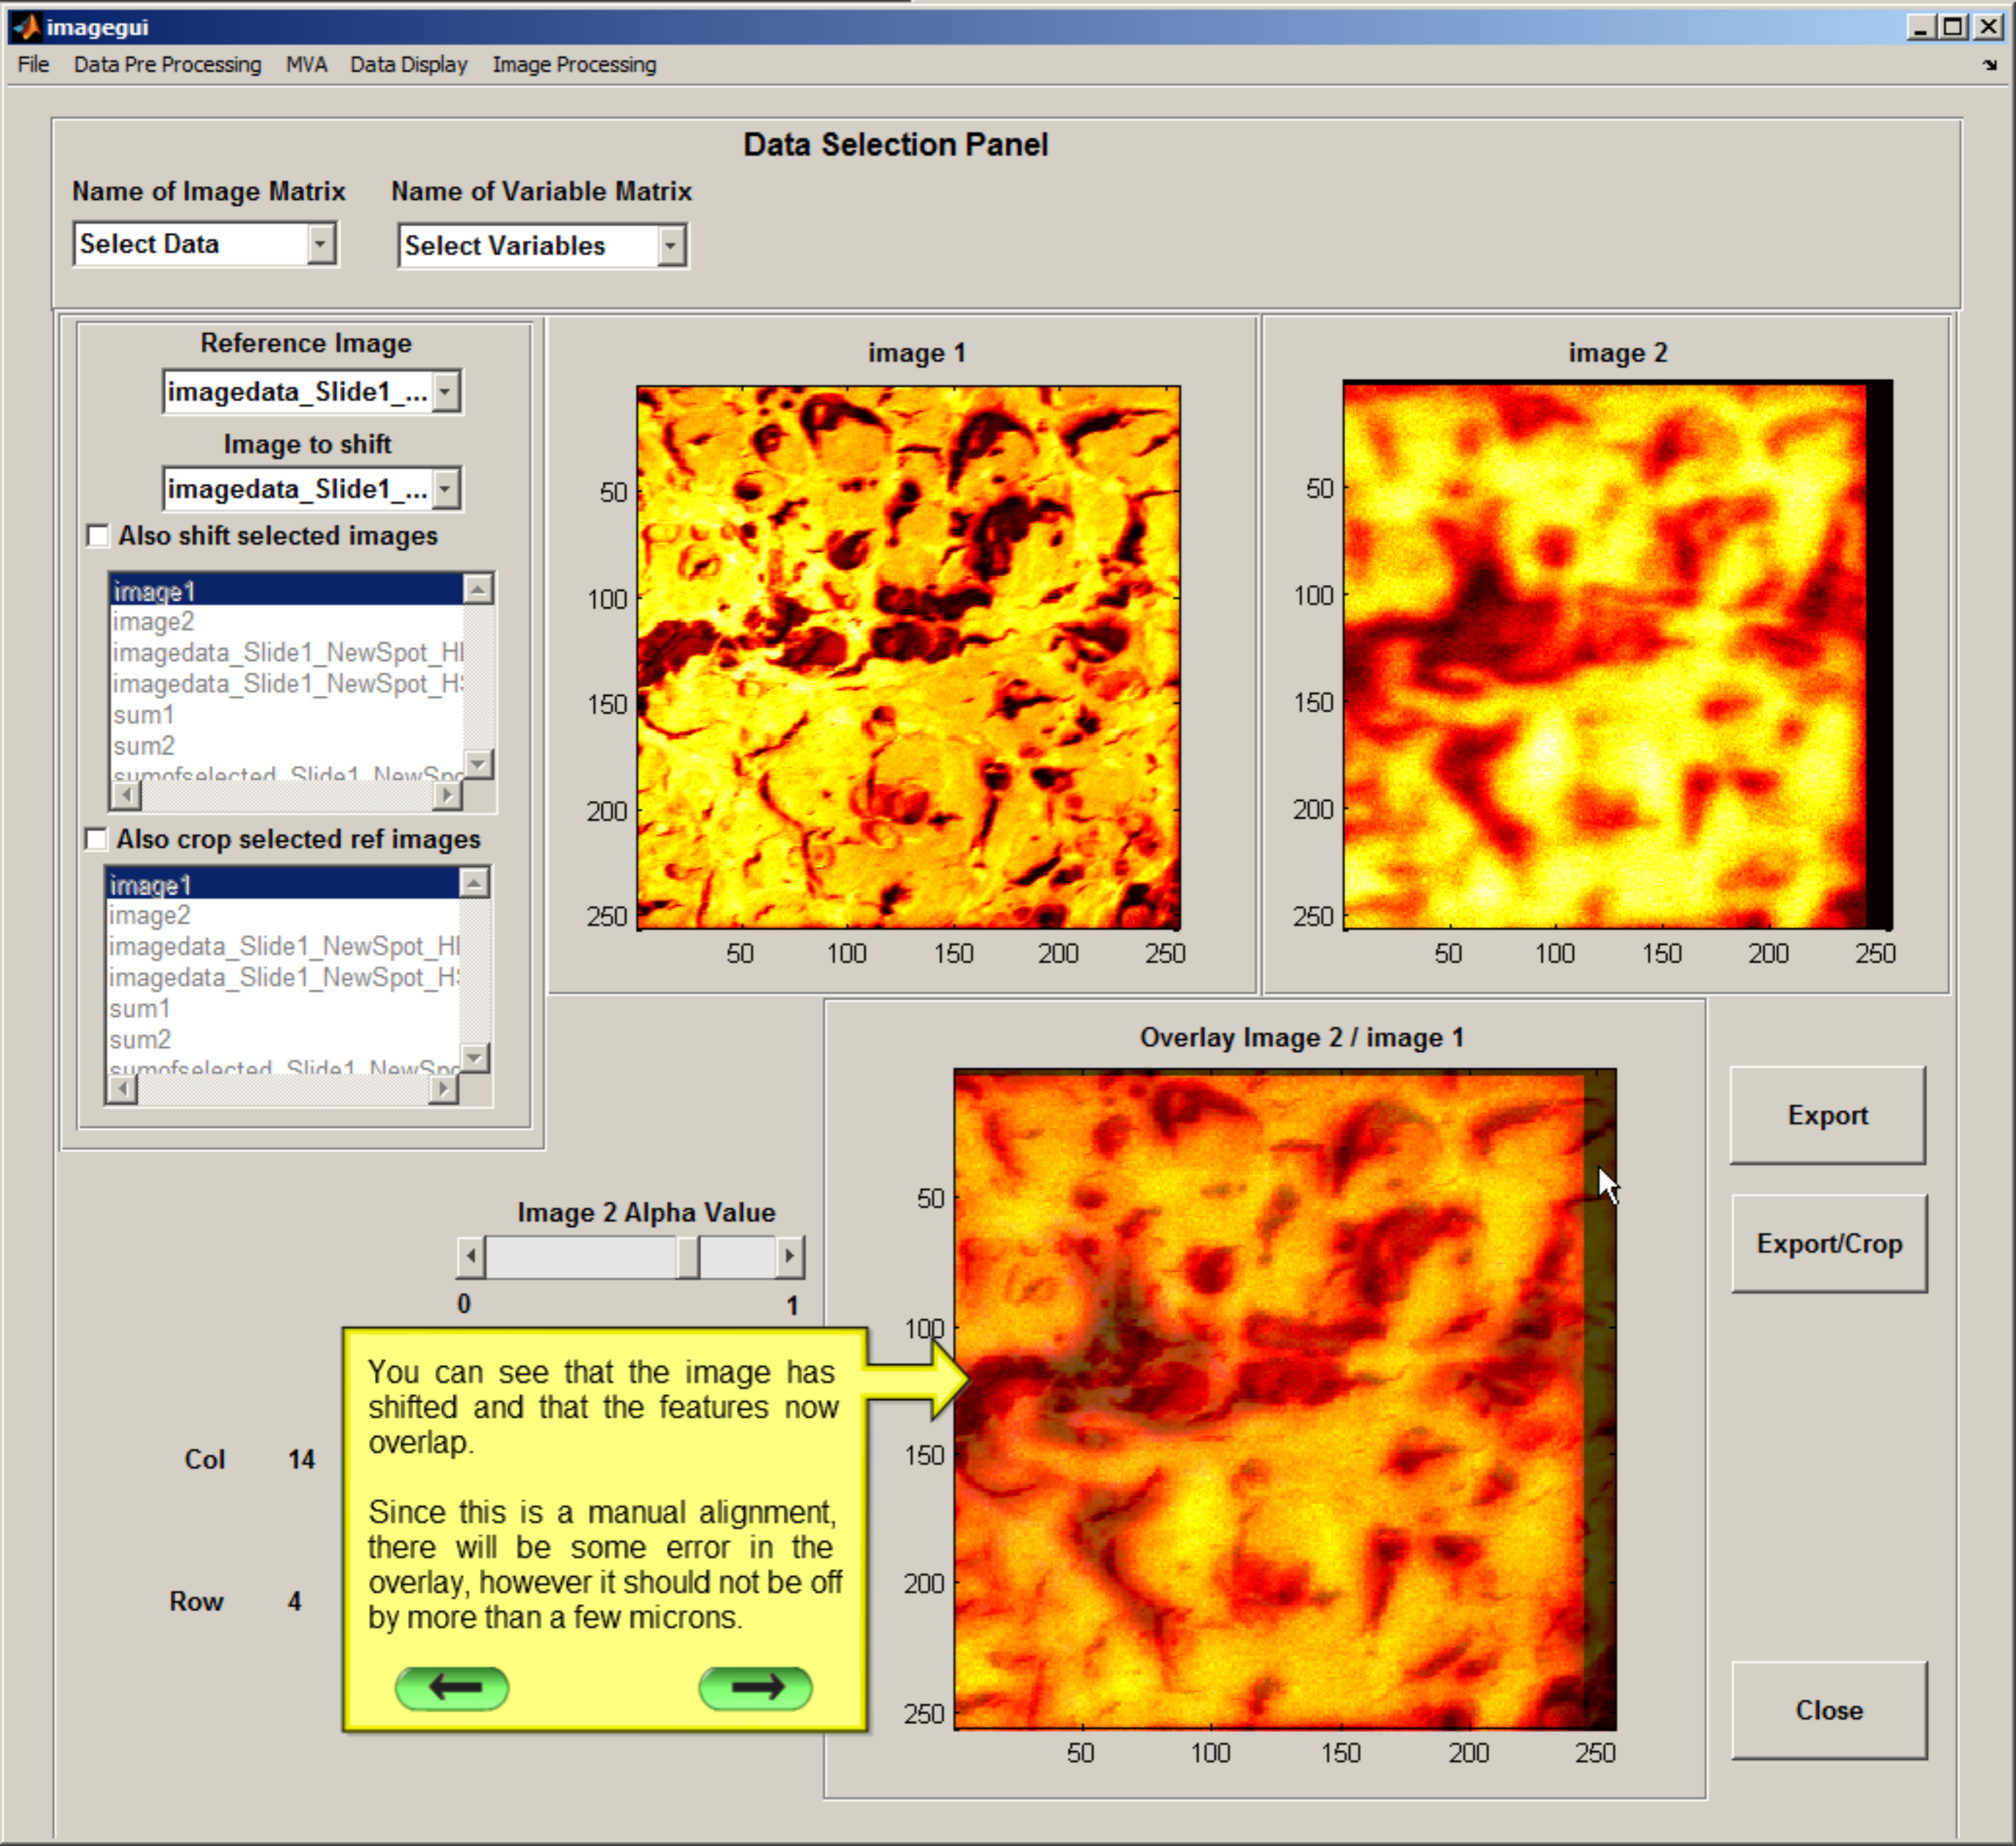 imagegui
File Data Pre Processing MVA Data Display Image Processing
Data Selection Panel
Name of Image Matrix Name of Variable Matrix
Select Data Select Variables
Reference Image
imagedata_Slide1_...
Image to shift
imagedata_Slide1_...
Also shift selected images
image1
image2
imagedata_Slide1_NewSpot_HI
imagedata_Slide1_NewSpot_H
sum1
sum2
sumofselected_Slide1_NewSpo
Also crop selected ref images
image1
image2
imagedata_Slide1_NewSpot_HI
imagedata_Slide1_NewSpot_H
sum1
sum2
sumofselected_Slide1_NewSpo
image 1
50
100
150
200
250
50 100 150 200 250
image 2
50
100
150
200
250
50 100 150 200 250
Overlay Image 2 / image 1
50
100
150
200
250
50 100 150 200 250
Export
Export/Crop
Close
Image 2 Alpha Value
0 1
Col 14
Row 4
You can see that the image has
shifted and that the features now
overlap.
Since this is a manual alignment,
there will be some error in the
overlay, however it should not be off
by more than a few microns.